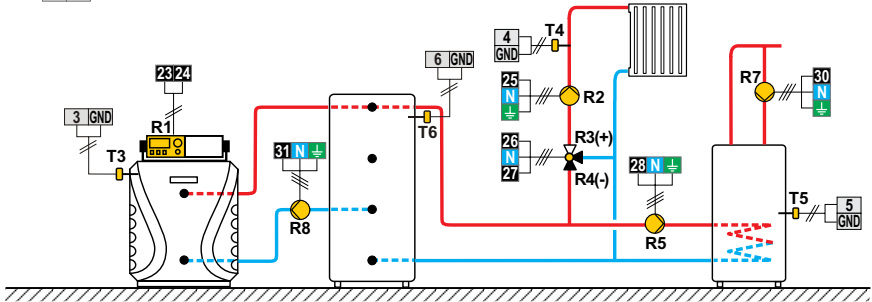 4
GND
T4
6 GND
23 24
25
N
R2
R7
30
N
3 GND
R1
T6
R3(+)
26
N
27
T3
31 N
28 N
R4(-)
T5
5
GND
R8
R5